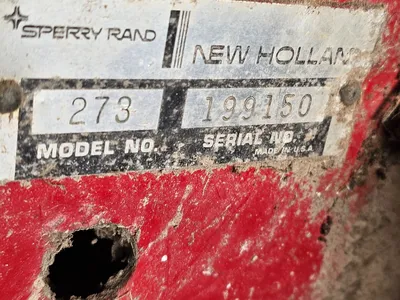 SPERRY RAND
NEW HOLLAND
273 199150
MODEL NO. SERIAL NO.
MADE IN U.S.A